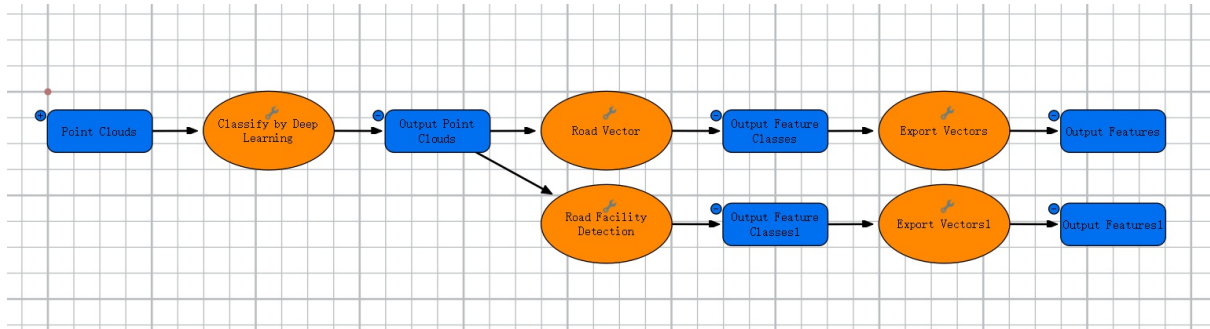 Point Clouds
Classify by Deep
Learning
Output Point
Clouds
Road Vector
Output Feature
Classes
Export Vectors
Output Features
Road Facility
Detection
Output Feature
Classes1
Export Vectors1
Output Features1